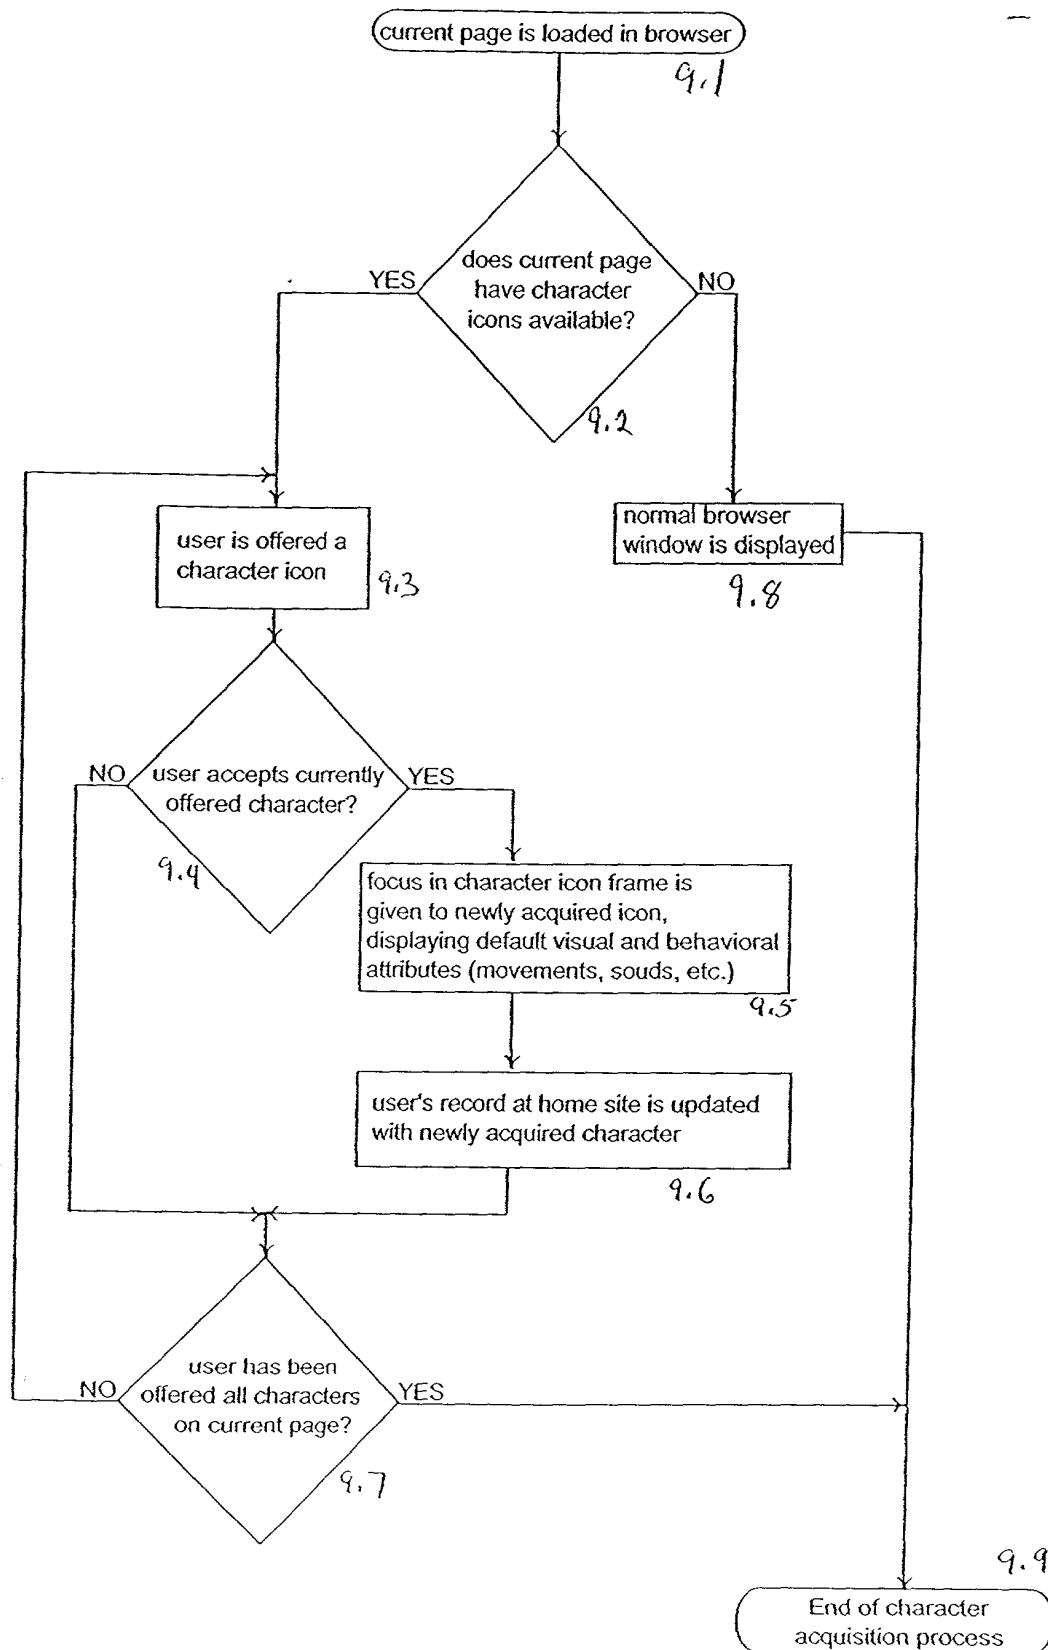 current page is loaded in browser
9.1
does current page
have character
icons available?
YES
NO
9.2
user is offered a
character icon
9.3
normal browser
window is displayed
9.8
user accepts currently
offered character?
NO
YES
9.4
focus in character icon frame is
given to newly acquired icon,
displaying default visual and behavioral
attributes (movements, souds, etc.)
9.5
user's record at home site is updated
with newly acquired character
9.6
user has been
offered all characters
on current page?
NO
YES
9.7
9.9
End of character
acquisition process